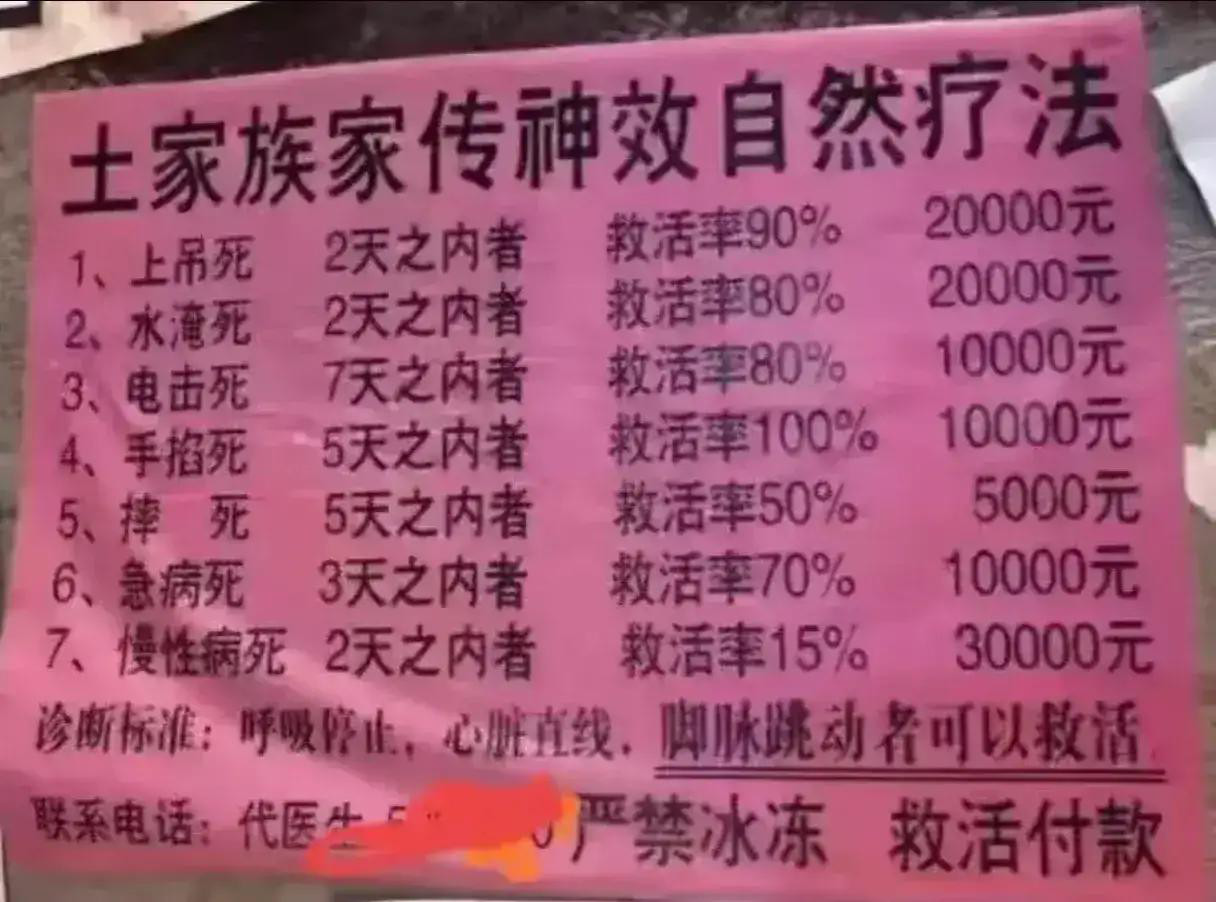 土家族家传神效自然疗法
1、上吊死 2天之内者 救活率90% 20000元
2、水淹死 2天之内者 救活率80% 20000元
3、电击死 7天之内者 救活率80% 10000元
4、手掐死 5天之内者 救活率100% 10000元
5、摔 死 5天之内者 救活率50% 5000元
6、急病死 3天之内者 救活率70% 10000元
7、慢性病死 2天之内者 救活率15% 30000元
诊断标准：呼吸停止，心脏直线，脚脉跳动者可以救活
联系电话：代医生 严禁冰冻 救活付款